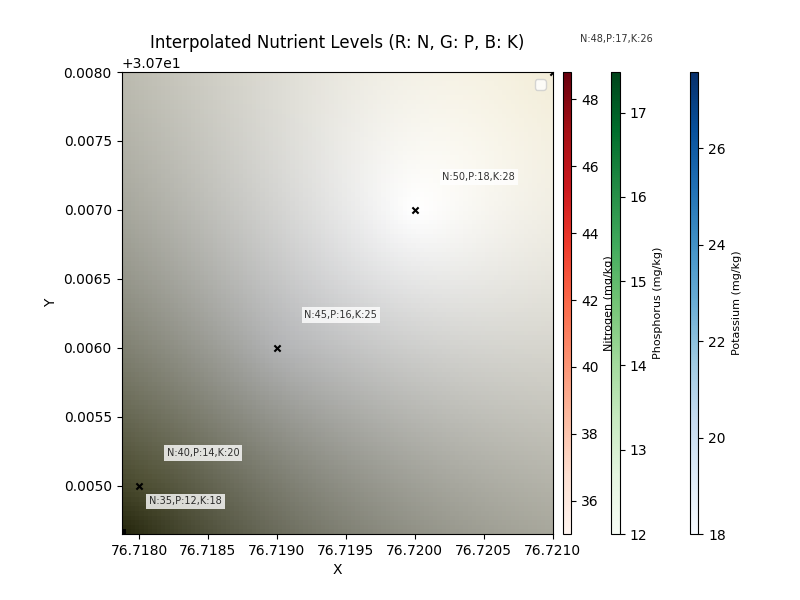 Interpolated Nutrient Levels (R: N, G: P, B: K)
N:48,P:17,K:26
+3.07e1
0.0080
0.0075
0.0070
0.0065
0.0060
0.0055
0.0050
Y
N:50,P:18,K:28
N:45,P:16,K:25
N:40,P:14,K:20
N:35,P:12,K:18
76.7180 76.7185 76.7190 76.7195 76.7200 76.7205 76.7210
X
48
46
44
42
40
38
36
Nitrogen (mg/kg)
17
16
15
14
13
12
Phosphorus (mg/kg)
26
24
22
20
18
Potassium (mg/kg)